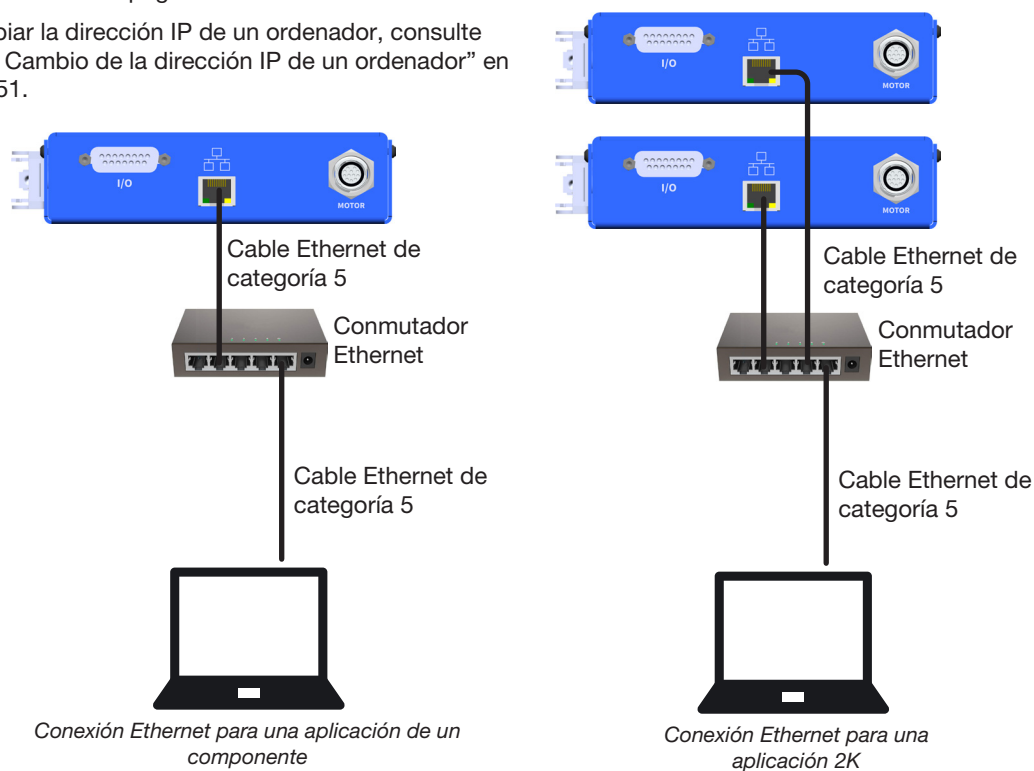 biar la dirección IP de un ordenador, consulte
Cambio de la dirección IP de un ordenador” en
51.
I/O
MOTOR
Cable Ethernet de
categoría 5
Conmutador
Ethernet
Cable Ethernet de
categoría 5
Conexión Ethernet para una aplicación de un
componente
I/O
MOTOR
I/O
MOTOR
Cable Ethernet de
categoría 5
Conmutador
Ethernet
Cable Ethernet de
categoría 5
Conexión Ethernet para una
aplicación 2K